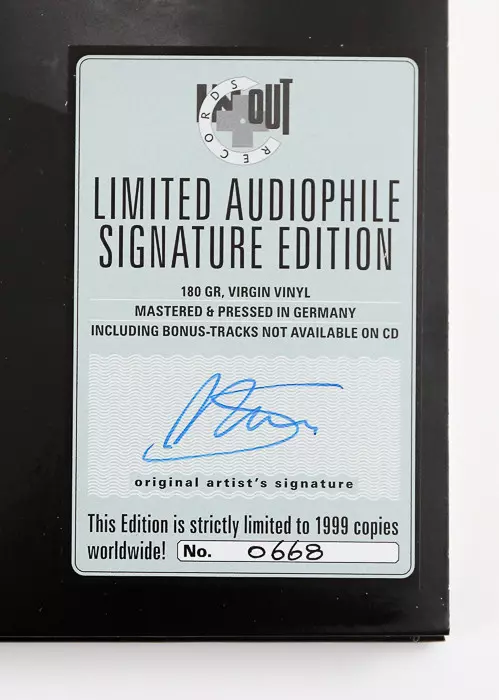 IN+OUT
RECORDS
LIMITED AUDIOPHILE
SIGNATURE EDITION
180 GR, VIRGIN VINYL
MASTERED & PRESSED IN GERMANY
INCLUDING BONUS-TRACKS NOT AVAILABLE ON CD
original artist's signature
This Edition is strictly limited to 1999 copies
worldwide! No. 0668